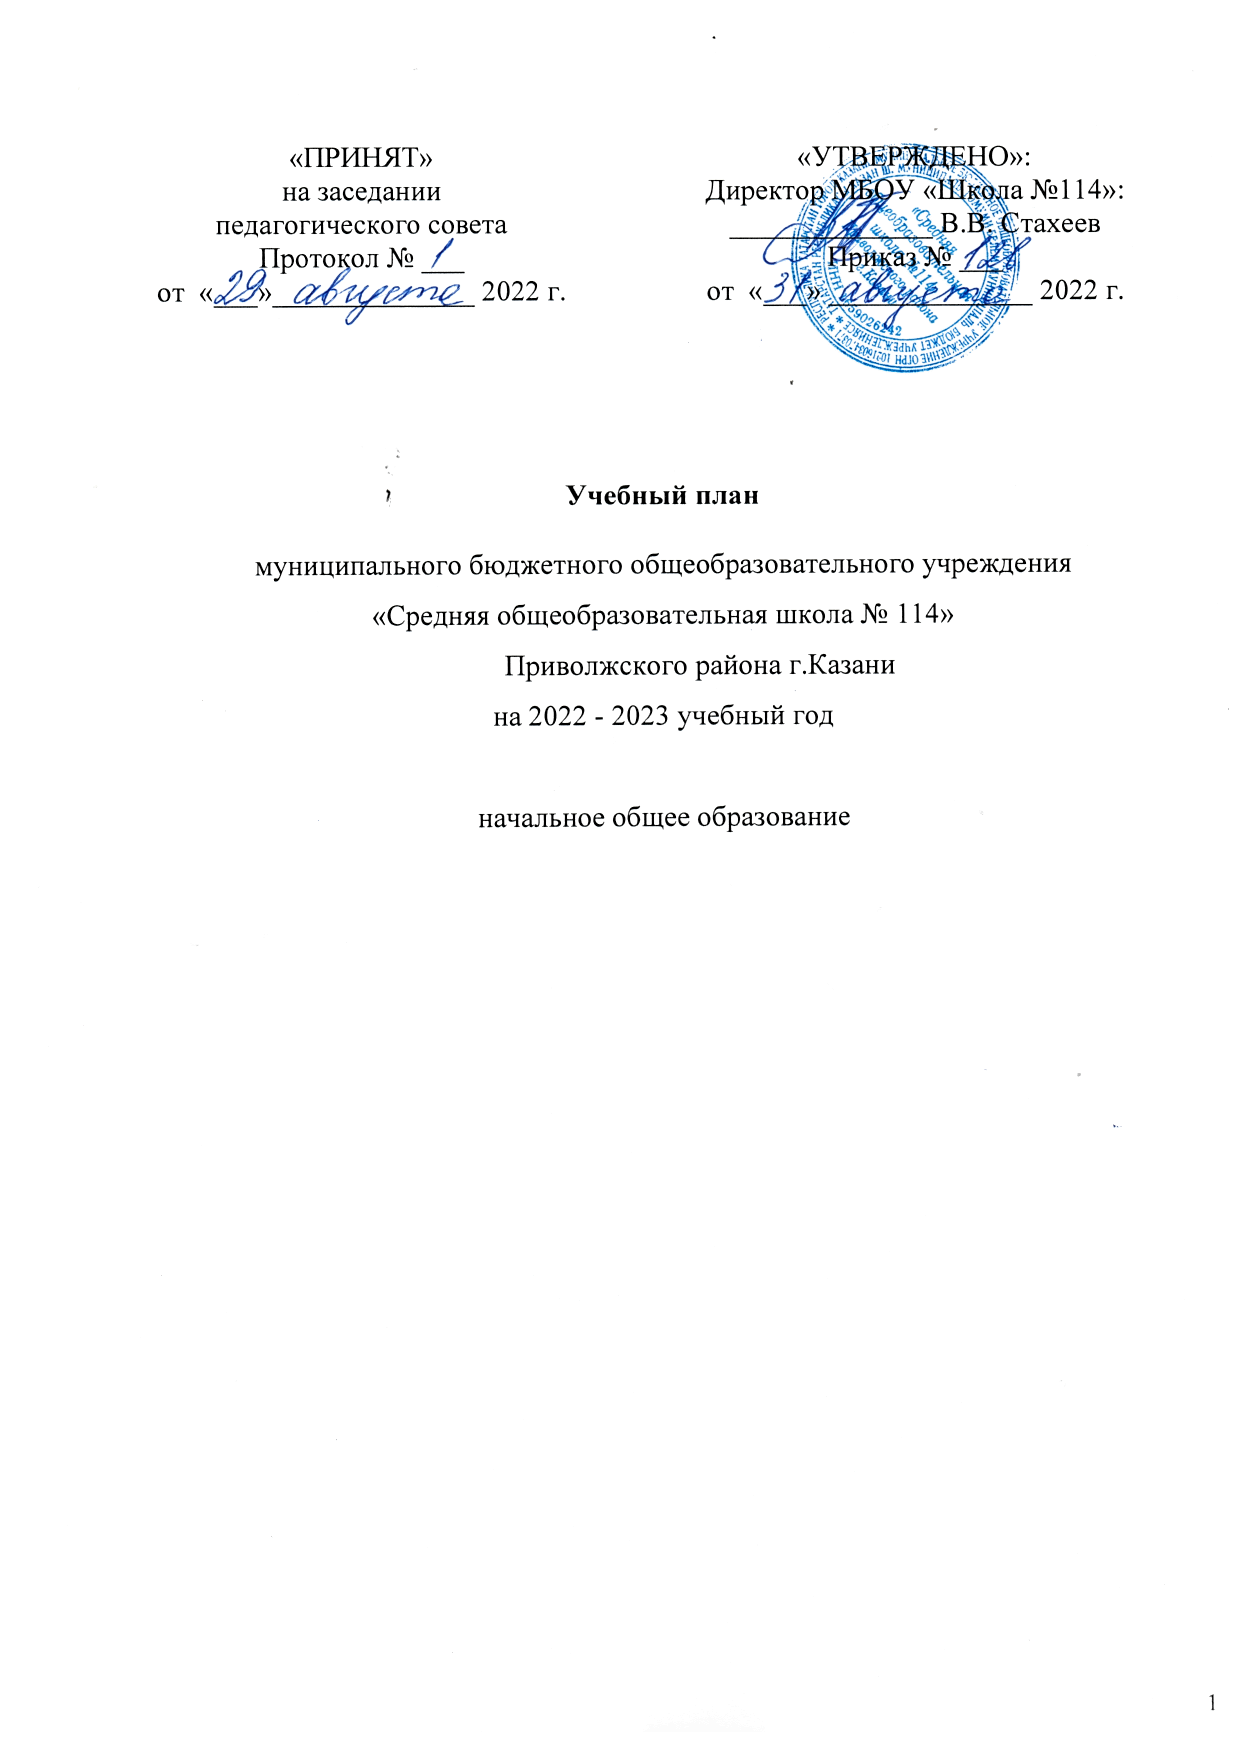 «ПРИНЯТ»
на заседании
педагогического совета
Протокол № 1
от «29» августа 2022 г.
«УТВЕРЖДЕНО»:
Директор МБОУ «Школа №114»:
В.В. Стахеев
Приказ №
от «31» августа 2022 г.
Учебный план
муниципального бюджетного общеобразовательного учреждения
«Средняя общеобразовательная школа № 114»
Приволжского района г.Казани
на 2022 - 2023 учебный год
начальное общее образование
1